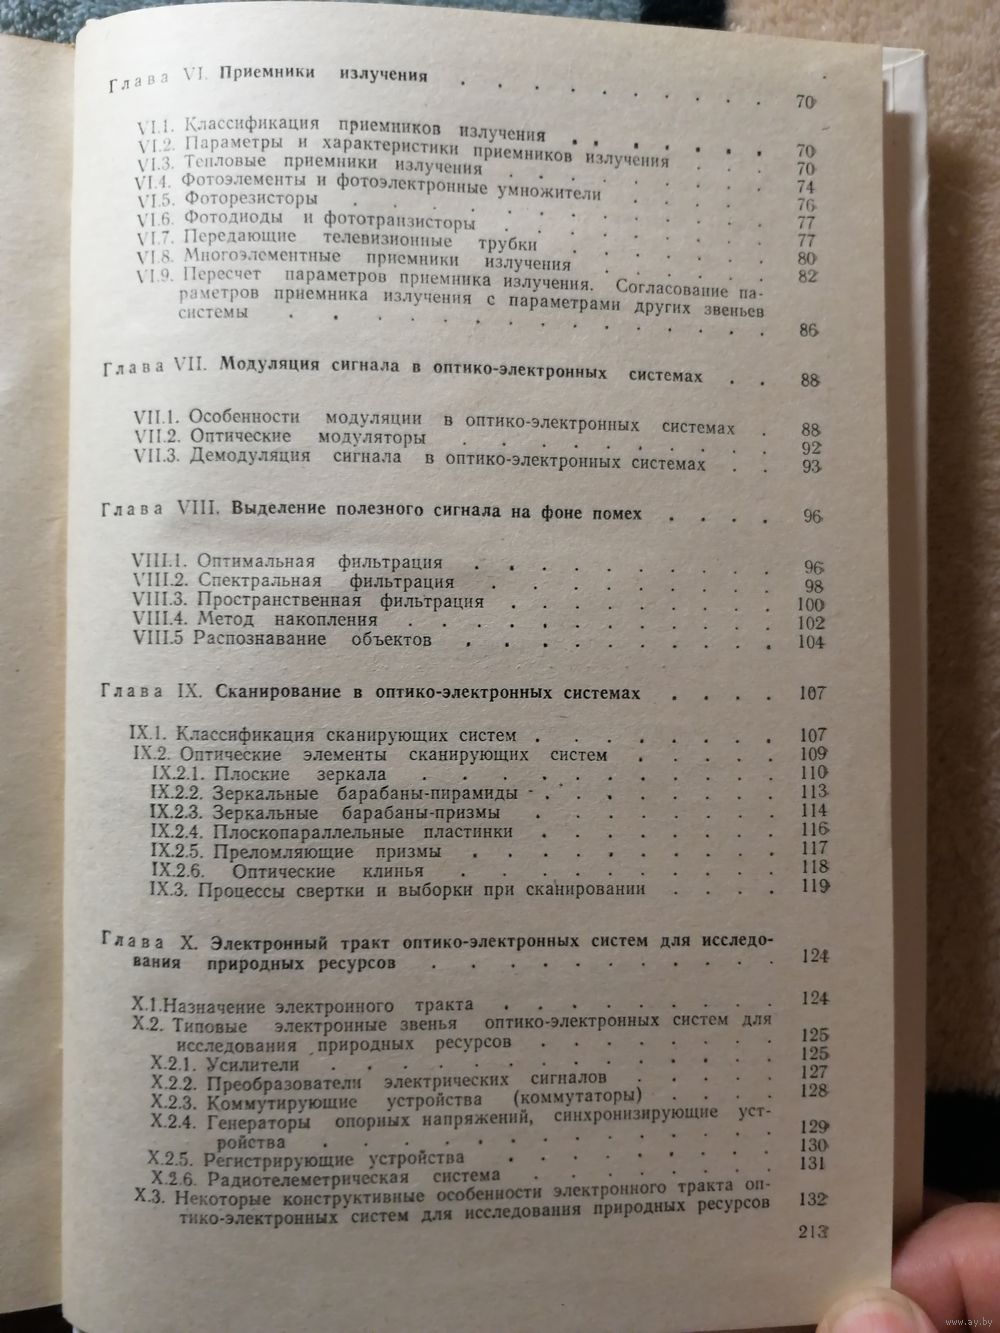 Глава VI. Приемники излучения . . . . . . . . . . 70
VI.1. Классификация приемников излучения . . . . . . 70
VI.2. Параметры и характеристики приемников излучения . . . 70
VI.3. Тепловые приемники излучения . . . . . . . 74
VI.4. Фотоэлементы и фотоэлектронные умножители . . . . 76
VI.5. Фоторезисторы . . . . . . . . . . 77
VI.6. Фотодиоды и фототранзисторы . . . . . . . 77
VI.7. Передающие телевизионные трубки . . . . . . 80
VI.8. Многоэлементные приемники излучения . . . . . 82
VI.9. Пересчет параметров приемника излучения. Согласование па-
раметров приемника излучения с параметрами других звеньев
системы . . . . . . . . . . . . . 86
Глава VII. Модуляция сигнала в оптико-электронных системах . . 88
VII.1. Особенности модуляции в оптико-электронных системах . 88
VII.2. Оптические модуляторы . . . . . . . . 92
VII.3. Демодуляция сигнала в оптико-электронных системах . . 93
Глава VIII. Выделение полезного сигнала на фоне помех . . . . 96
VIII.1. Оптимальная фильтрация . . . . . . . . . 96
VIII.2. Спектральная фильтрация . . . . . . . . 98
VIII.3. Пространственная фильтрация . . . . . . . . 100
VIII.4. Метод накопления . . . . . . . . . . 102
VIII.5 Распознавание объектов . . . . . . . . . 104
Глава IX. Сканирование в оптико-электронных системах . . . . 107
IX.1. Классификация сканирующих систем . . . . . . . 107
IX.2. Оптические элементы сканирующих систем . . . . . 109
IX.2.1. Плоские зеркала . . . . . . . . . 110
IX.2.2. Зеркальные барабаны-пирамиды . . . . . . . 113
IX.2.3. Зеркальные барабаны-призмы . . . . . . . 114
IX.2.4. Плоскопараллельные пластинки . . . . . . . 116
IX.2.5. Преломляющие призмы . . . . . . . . 117
IX.2.6. Оптические клинья . . . . . . . . 118
IX.3. Процессы свертки и выборки при сканировании . . . . 119
Глава X. Электронный тракт оптико-электронных систем для исследо-
вания природных ресурсов . . . . . . . . . . 124
X.1.Назначение электронного тракта . . . . . . . . 124
X.2. Типовые электронные звенья оптико-электронных систем для
исследования природных ресурсов . . . . . . . 125
X.2.1. Усилители . . . . . . . . . . . 125
X.2.2. Преобразователи электрических сигналов . . . . . 127
X.2.3. Коммутирующие устройства (коммутаторы) . . . . 128
X.2.4. Генераторы опорных напряжений, синхронизирующие уст-
ройства . . . . . . . . . . . 129
X.2.5. Регистрирующие устройства . . . . . . . 130
X.2.6. Радиотелеметрическая система . . . . . . . 131
X.3. Некоторые конструктивные особенности электронного тракта оп-
тико-электронных систем для исследования природных ресурсов 132
213
www.ay.by